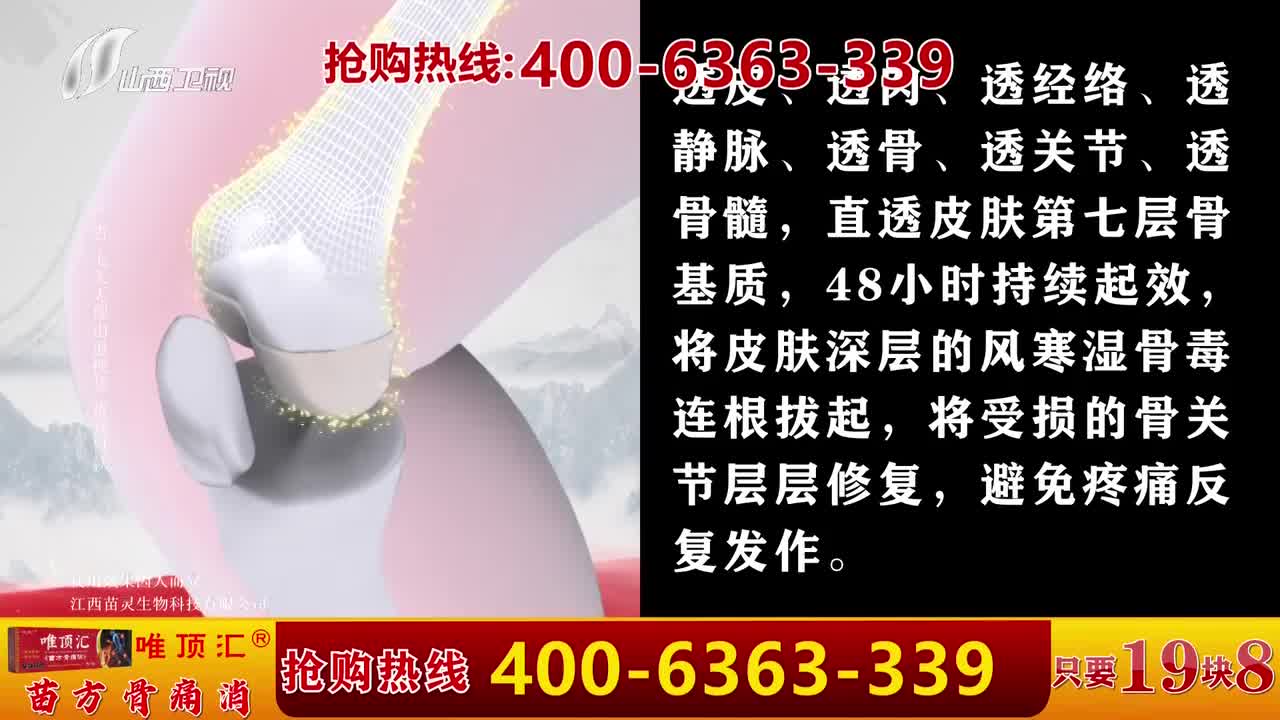 山西卫视
抢购热线:400-6363-339
透皮、透肉、透经络、透
静脉、透骨、透关节、透
骨髓，直透皮肤第七层骨
基质，48小时持续起效，
将皮肤深层的风寒湿骨毒
连根拔起，将受损的骨关
节层层修复，避免疼痛反
复发作。
江西苗灵生物科技有限公司
唯顶汇
唯顶汇®
苗方骨痛消
抢购热线 400-6363-339
只要19块8